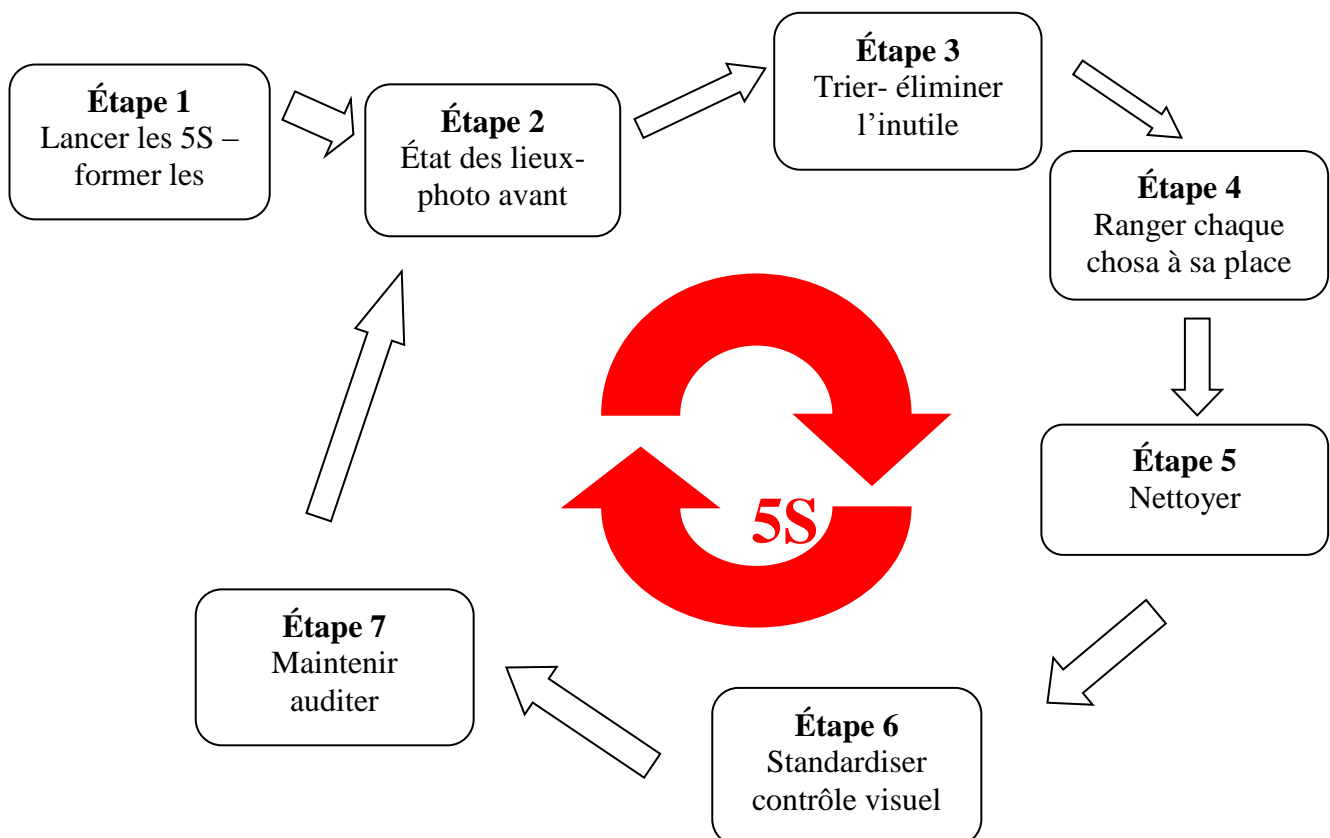 Étape 1
Lancer les 5S –
former les
Étape 2
État des lieux-
photo avant
Étape 3
Trier- éliminer
l’inutile
Étape 4
Ranger chaque
chosa à sa place
Étape 5
Nettoyer
5S
Étape 6
Standardiser
contrôle visuel
Étape 7
Maintenir
auditer